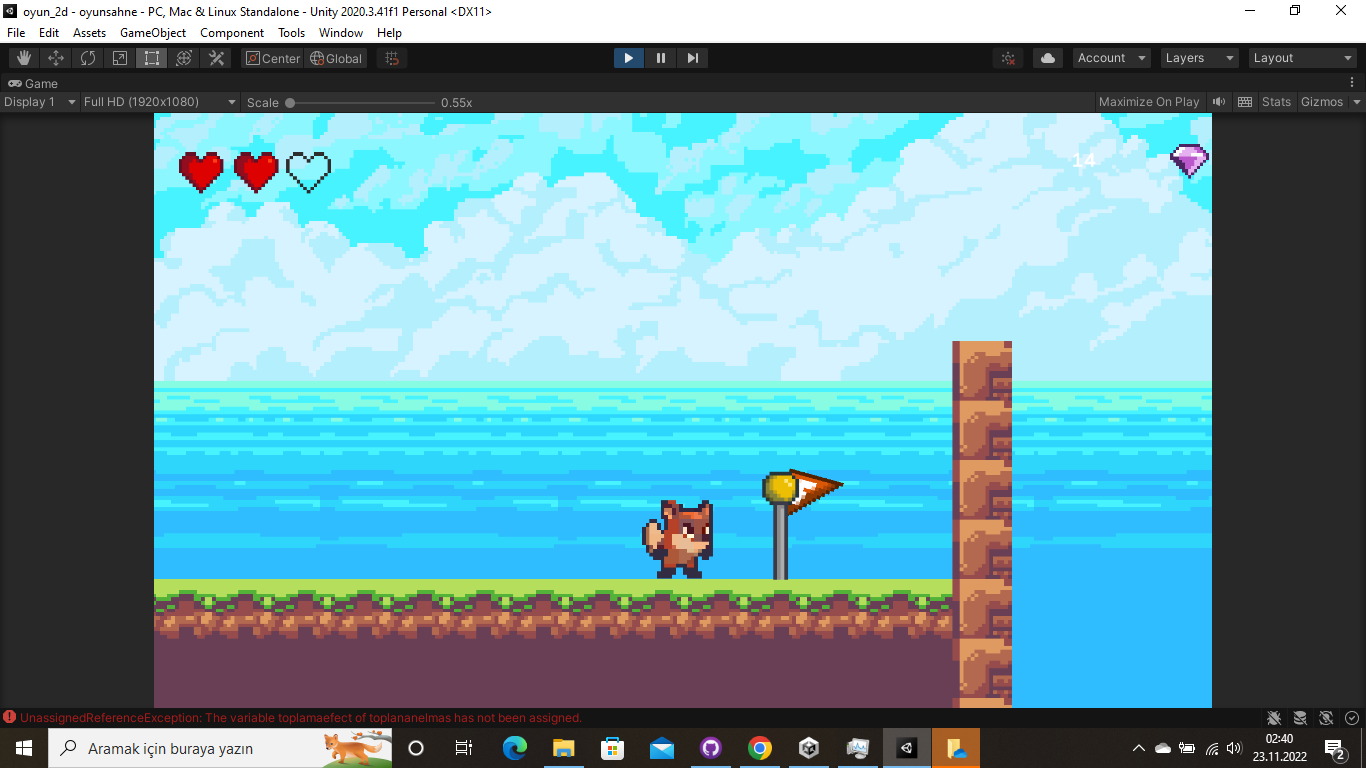 oyun_2d - oyunsahne - PC, Mac & Linux Standalone - Unity 2020.3.41f1 Personal <DX11>
File Edit Assets GameObject Component Tools Window Help
Center Global Account Layers Layout
Game
Display 1 Full HD (1920x1080) Scale 0.55x Maximize On Play Stats Gizmos
14
F
UnassignedReferenceException: The variable toplamaefect of toplananelmas has not been assigned.
Aramak için buraya yazın
02:40
23.11.2022
2